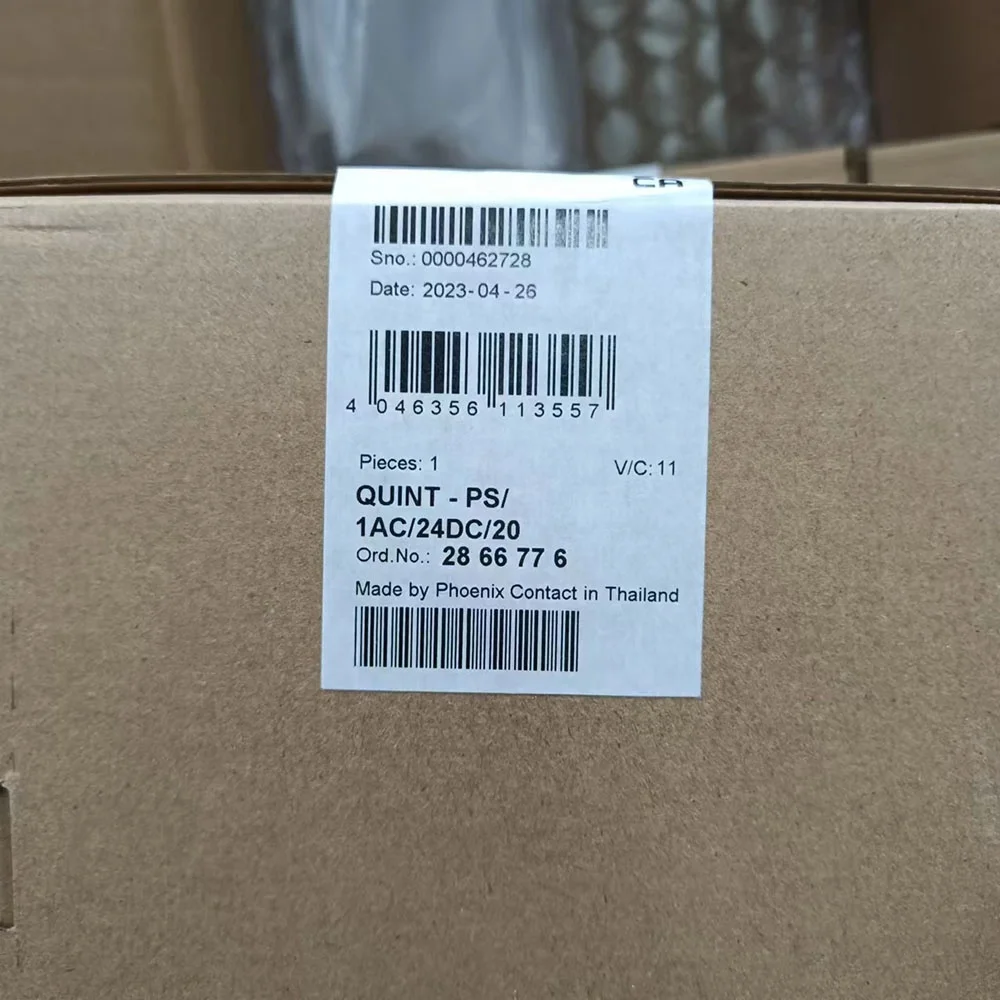 Sno.: 0000462728
Date: 2023-04-26
4 046356 113557
Pieces: 1 V/C: 11
QUINT - PS/
1AC/24DC/20
Ord.No.: 28 66 77 6
Made by Phoenix Contact in Thailand